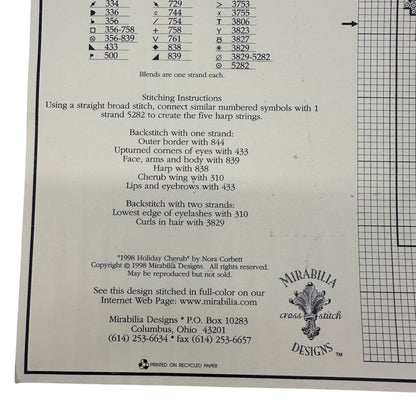 334 729 > 3753
336 c 744 x 3755
356 / 754 T 3806
356-758 + 758 Y 3823
356-839 V 761 8 3827
433 838 3829
500 839 3829-5282
5282
Blends are one strand each.
Stitching Instructions
Using a straight broad stitch, connect similar numbered symbols with 1
strand 5282 to create the five harp strings.
Backstitch with one strand:
Outer border with 844
Upturned corners of eyes with 433
Face, arms and body with 839
Harp with 838
Cherub wing with 310
Lips and eyebrows with 433
Backstitch with two strands:
Lowest edge of eyelashes with 310
Curls in hair with 3829
"1998 Holiday Cherub" by Nora Corbett
Copyright © 1998 Mirabilia Designs. All rights reserved.
May be reproduced but not sold.
See this design stitched in full-color on our
Internet Web Page: www.mirabilia.com
Mirabilia Designs * P.O. Box 10283
Columbus, Ohio 43201
(614) 253-6634 * fax (614) 253-6657
PRINTED ON RECYCLED PAPER
MIRABILIA
cross stitch
DESIGNS ™